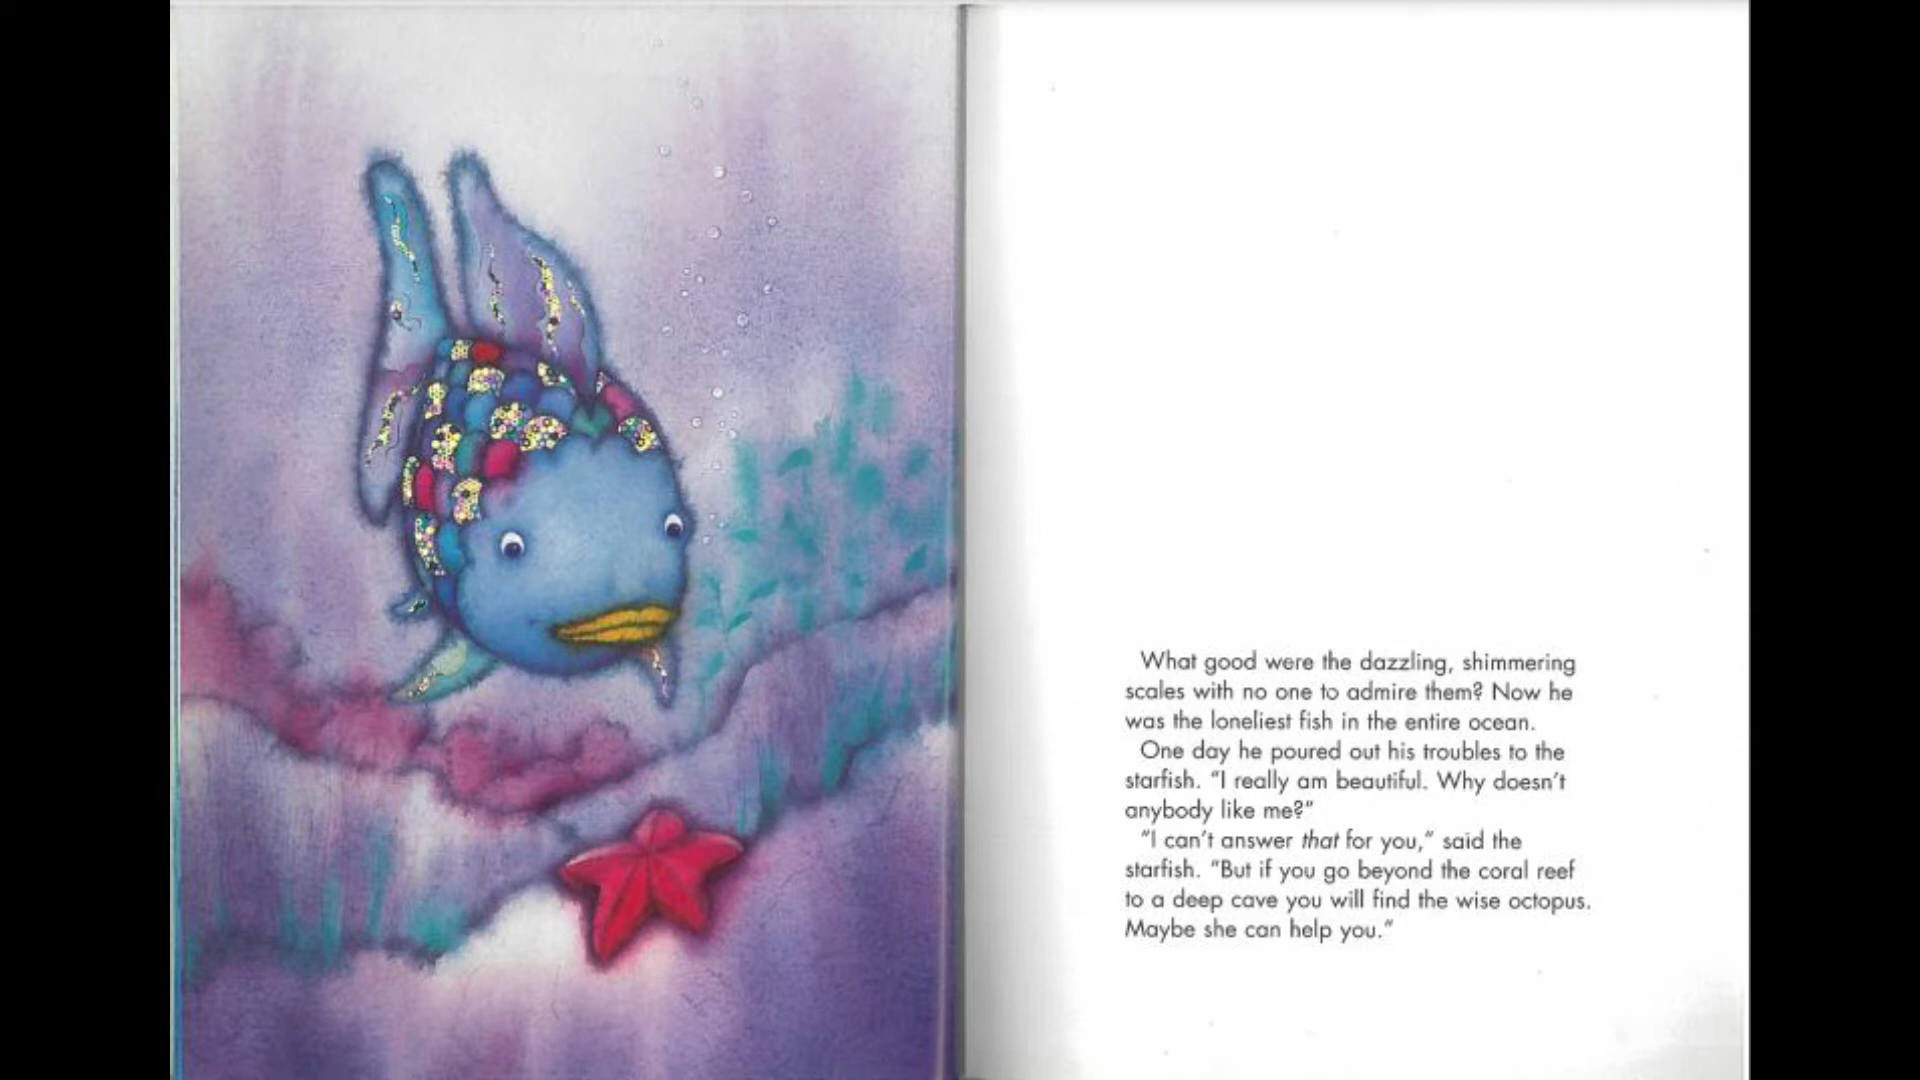 What good were the dazzling, shimmering
scales with no one to admire them? Now he
was the loneliest fish in the entire ocean.
One day he poured out his troubles to the
starfish. “I really am beautiful. Why doesn’t
anybody like me?”
“I can’t answer that for you,” said the
starfish. “But if you go beyond the coral reef
to a deep cave you will find the wise octopus.
Maybe she can help you.”